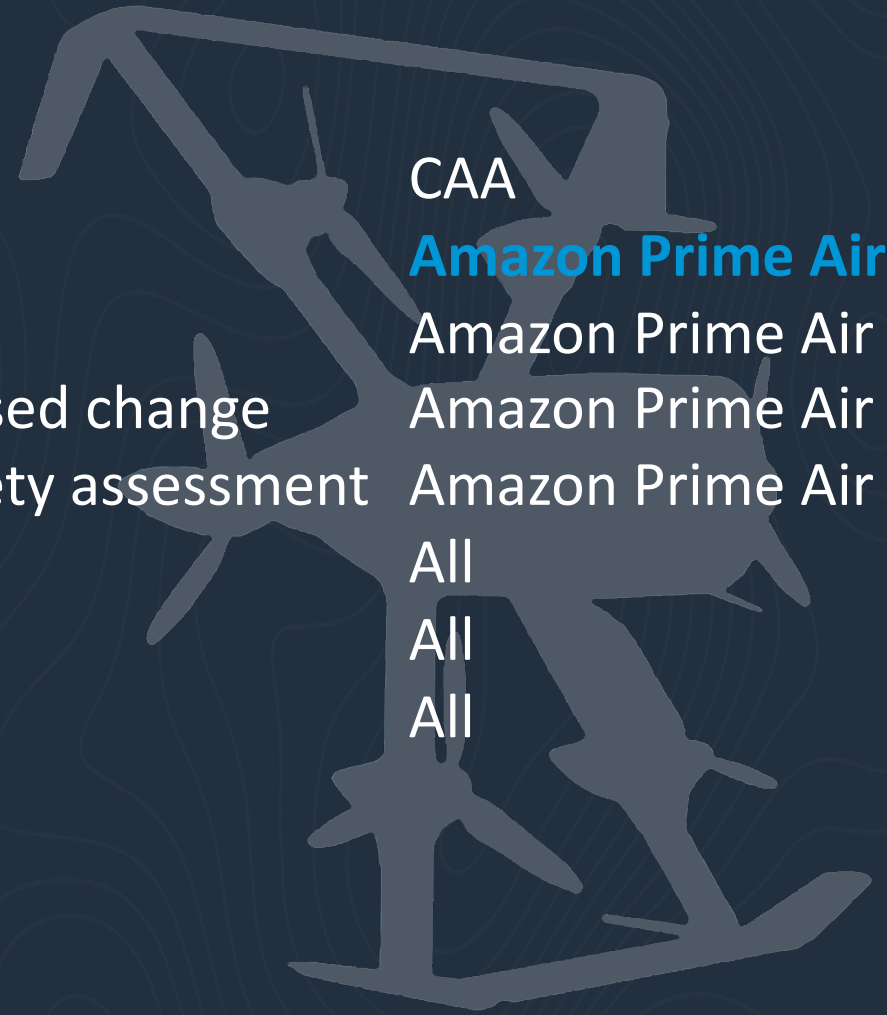 CAA
Amazon Prime Air
Amazon Prime Air
sed change Amazon Prime Air
ety assessment Amazon Prime Air
All
All
All